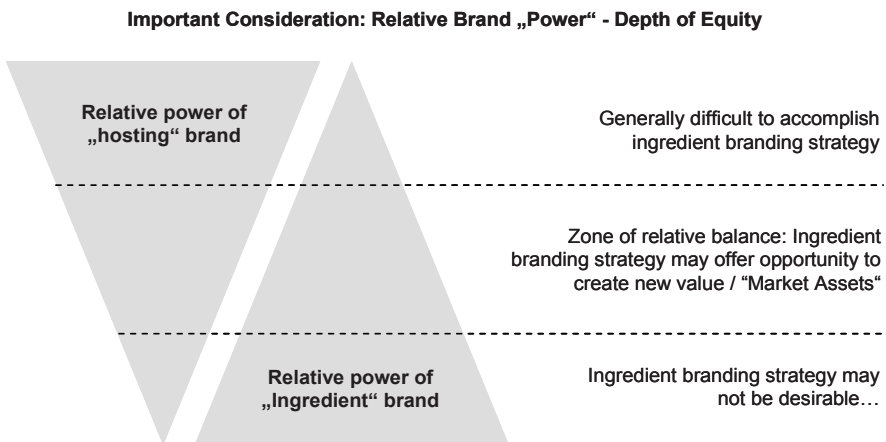 Important Consideration: Relative Brand „Power“ - Depth of Equity
Relative power of
„hosting“ brand
Generally difficult to accomplish
ingredient branding strategy
Zone of relative balance: Ingredient
branding strategy may offer opportunity to
create new value / “Market Assets“
Relative power of
„Ingredient“ brand
Ingredient branding strategy may
not be desirable…